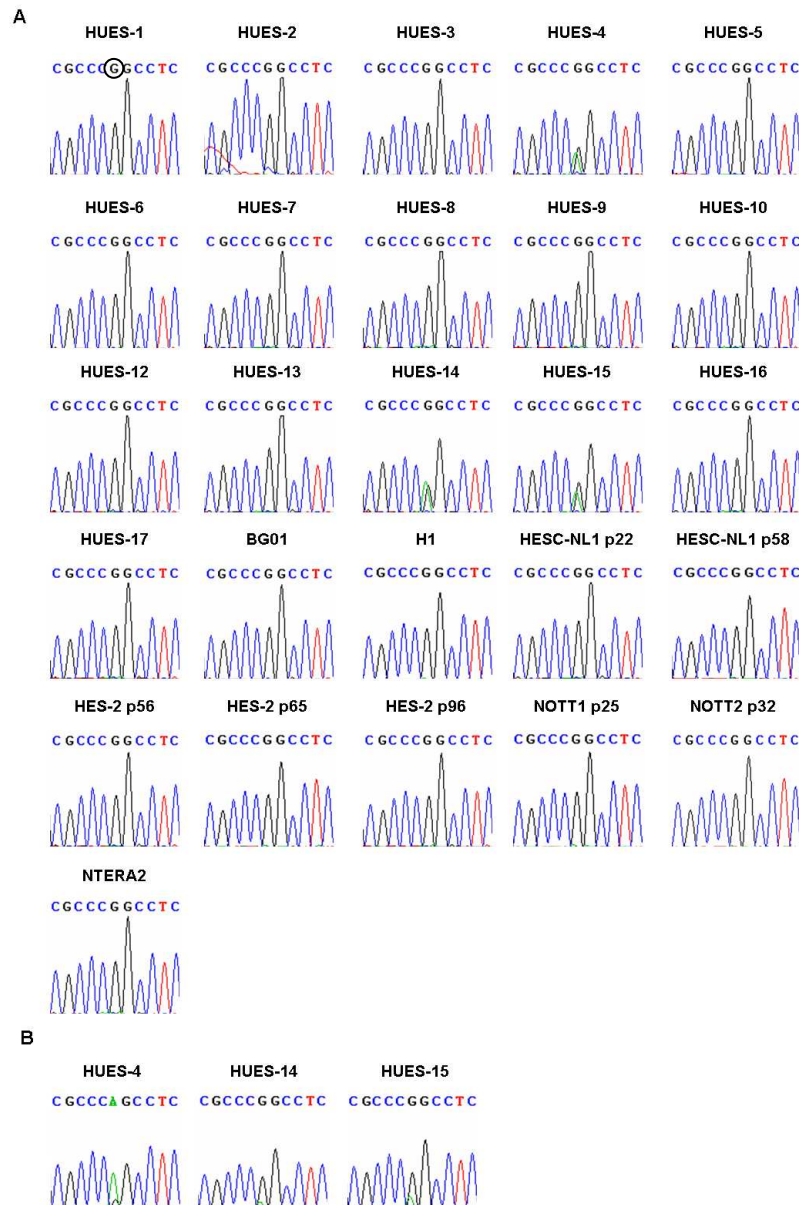 A
HUES-1 HUES-2 HUES-3 HUES-4 HUES-5
CGCCCGGCCTC CGCCCGGCCTC CGCCCGGCCTC CGCCCGGCCTC CGCCCGGCCTC
HUES-6 HUES-7 HUES-8 HUES-9 HUES-10
CGCCCGGCCTC CGCCCGGCCTC CGCCCGGCCTC CGCCCGGCCTC CGCCCGGCCTC
HUES-12 HUES-13 HUES-14 HUES-15 HUES-16
CGCCCGGCCTC CGCCCGGCCTC CGCCCGGCCTC CGCCCGGCCTC CGCCCGGCCTC
HUES-17 BG01 H1 HESC-NL1 p22 HESC-NL1 p58
CGCCCGGCCTC CGCCCGGCCTC CGCCCGGCCTC CGCCCGGCCTC CGCCCGGCCTC
HES-2 p56 HES-2 p65 HES-2 p96 NOTT1 p25 NOTT2 p32
CGCCCGGCCTC CGCCCGGCCTC CGCCCGGCCTC CGCCCGGCCTC CGCCCGGCCTC
NTERA2
CGCCCGGCCTC
B
HUES-4 HUES-14 HUES-15
CGCCCAGCCTC CGCCCGGCCTC CGCCCGGCCTC